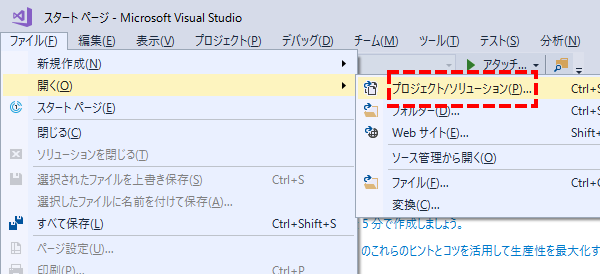 スタート ページ - Microsoft Visual Studio
ファイル(F) 編集(E) 表示(V) プロジェクト(P) デバッグ(D) チーム(M) ツール(T) テスト(S) 分析(N)
新規作成(N)
アタッチ...
開く(O)
プロジェクト/ソリューション(P)... Ctrl+S
スタート ページ(E)
フォルダー(D)... Ctrl+S
閉じる(C)
Web サイト(E)... Shift+
ソリューションを閉じる(T)
ソース管理から開く(O)
選択されたファイルを上書き保存(S) Ctrl+S
ファイル(F)... Ctrl+
選択したファイルに名前を付けて保存(A)...
変換(C)...
すべて保存(L) Ctrl+Shift+S
5 分で作成しましょう。
ページ設定(U)...
のこれらのヒントとコツを活用して生産性を最大化す
印刷(P)... Ctrl+P